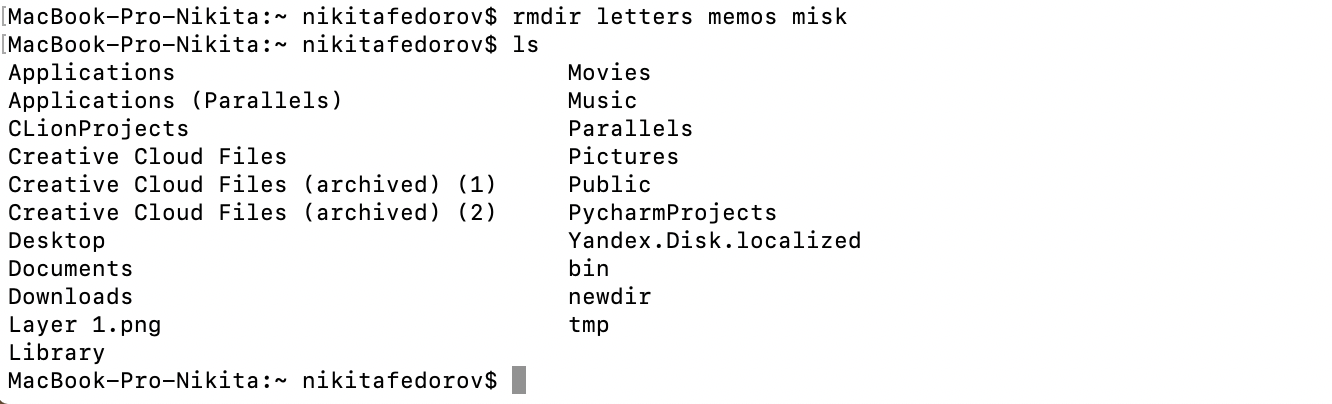 [MacBook-Pro-Nikita:~ nikitafedorov$ rmdir letters memos misk
[MacBook-Pro-Nikita:~ nikitafedorov$ ls
Applications Movies
Applications (Parallels) Music
CLionProjects Parallels
Creative Cloud Files Pictures
Creative Cloud Files (archived) (1) Public
Creative Cloud Files (archived) (2) PycharmProjects
Desktop Yandex.Disk.localized
Documents bin
Downloads newdir
Layer 1.png tmp
Library
MacBook-Pro-Nikita:~ nikitafedorov$